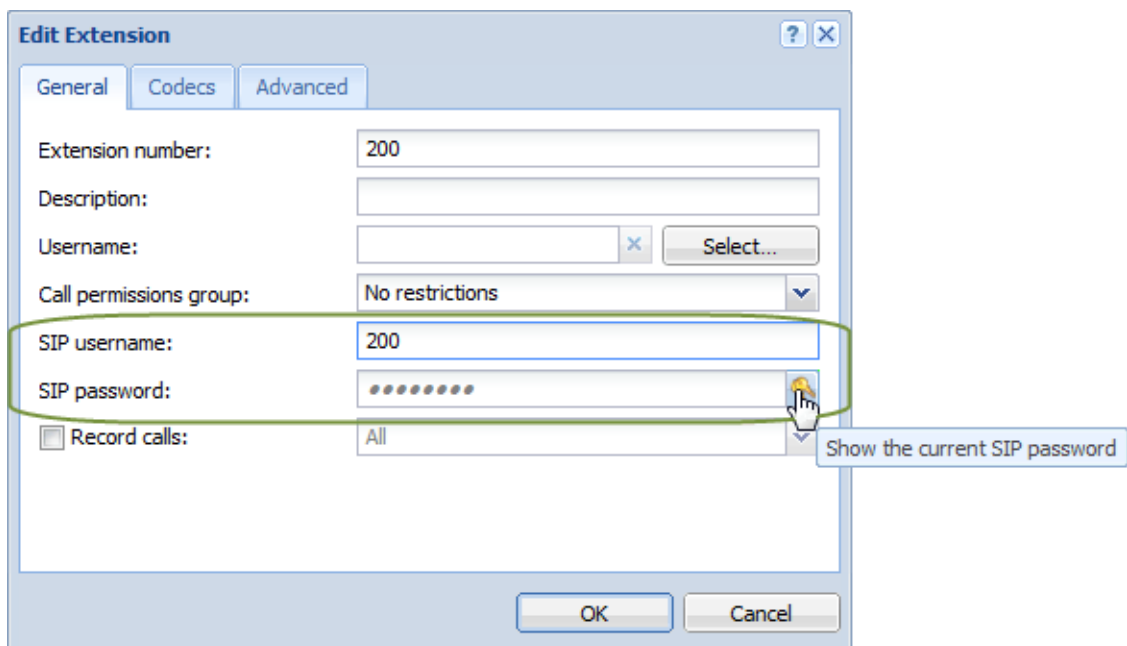 Edit Extension ?
General Codecs Advanced
Extension number: 200
Description:
Username: Select...
Call permissions group: No restrictions
SIP username: 200
SIP password: ●●●●●●●●
Record calls: All
Show the current SIP password
OK Cancel